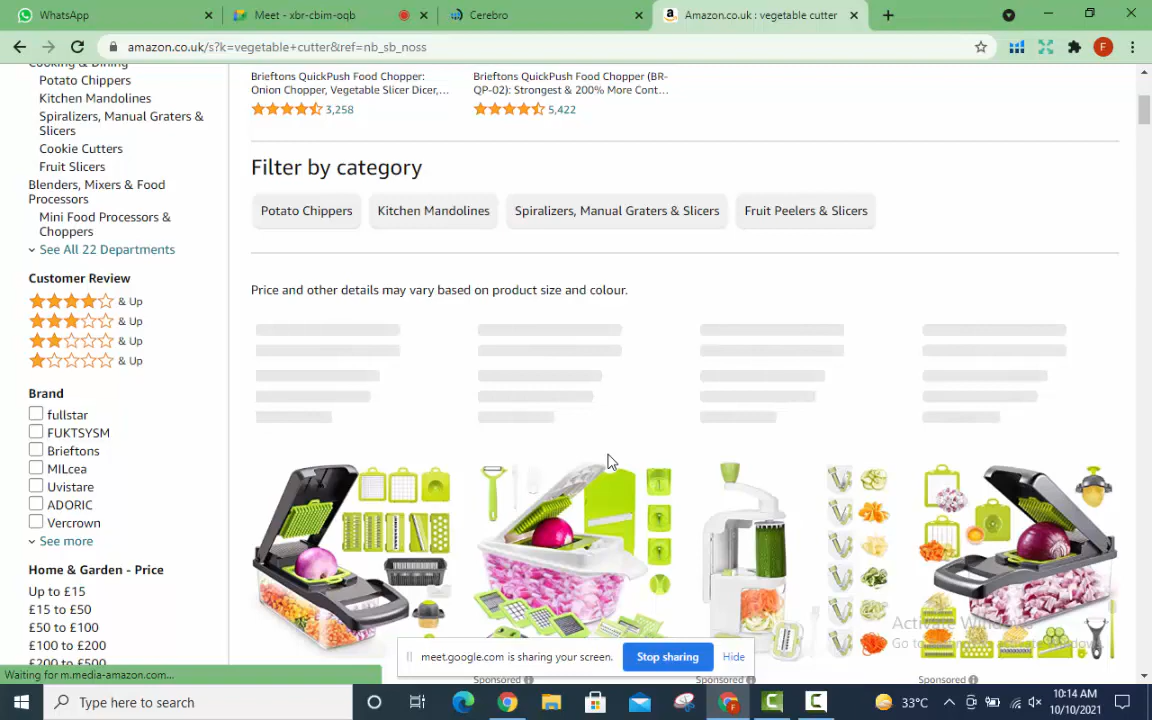 WhatsApp
Meet - xbr-cbim-oqb
Cerebro
Amazon.co.uk : vegetable cutter
amazon.co.uk/s?k=vegetable+cutter&ref=nb_sb_noss
Cooking & Dining
Potato Chippers
Kitchen Mandolines
Spiralizers, Manual Graters &
Slicers
Cookie Cutters
Fruit Slicers
Blenders, Mixers & Food
Processors
Mini Food Processors &
Choppers
See All 22 Departments
Customer Review
& Up
& Up
& Up
& Up
Brand
fullstar
FUKTSYSM
Brieftons
MILcea
Uvistare
ADORIC
Vercrown
See more
Home & Garden - Price
Up to £15
£15 to £50
£50 to £100
£100 to £200
£200 to £500
Brieftons QuickPush Food Chopper:
Onion Chopper, Vegetable Slicer Dicer,...
3,258
Brieftons QuickPush Food Chopper (BR-
QP-02): Strongest & 200% More Cont...
5,422
Filter by category
Potato Chippers
Kitchen Mandolines
Spiralizers, Manual Graters & Slicers
Fruit Peelers & Slicers
Price and other details may vary based on product size and colour.
Sponsored
Sponsored
Sponsored
Activate Windows
Go to
meet.google.com is sharing your screen.
Stop sharing
Hide
Waiting for m.media-amazon.com...
Type here to search
33°C
10:14 AM
10/10/2021